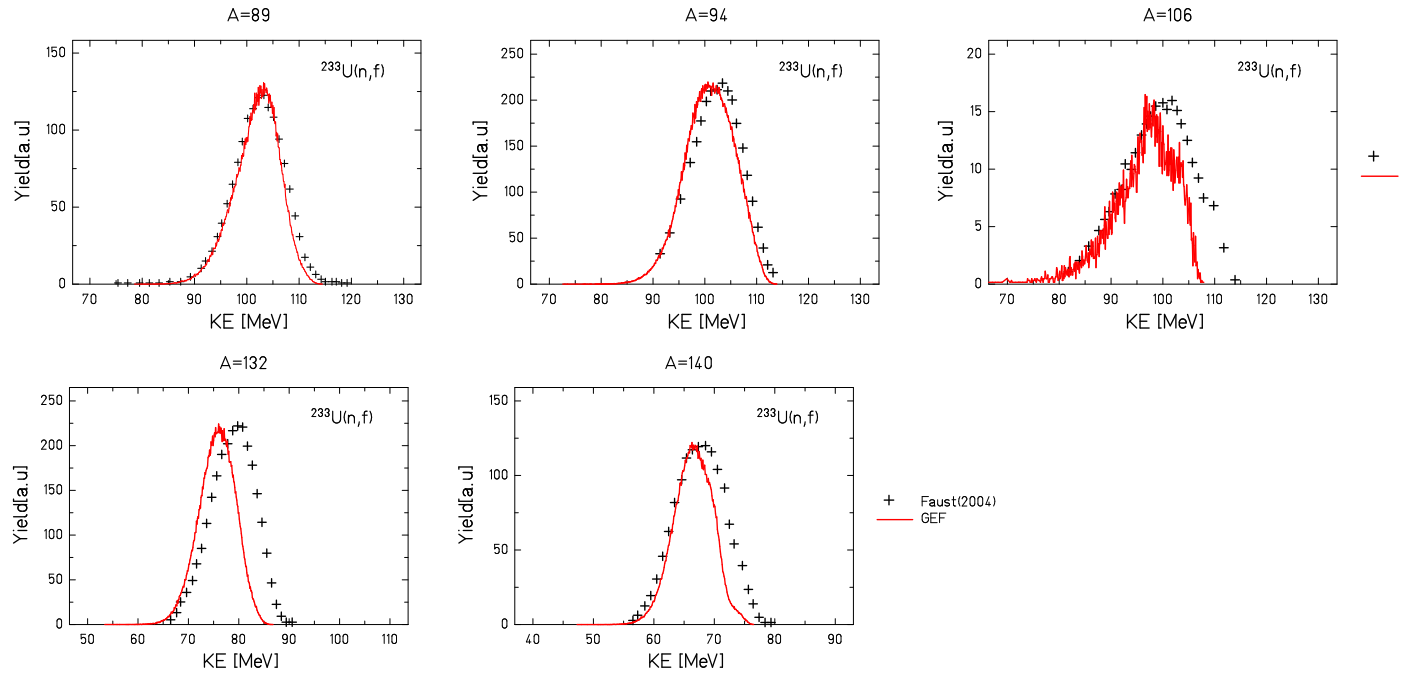 A=89
A=94
A=106
150
100
50
0
Yield[a.u]
²³³U(n,f)
70 80 90 100 110 120 130
KE [MeV]
250
200
150
100
50
0
Yield[a.u]
²³³U(n,f)
70 80 90 100 110 120 130
KE [MeV]
20
15
10
5
0
Yield[a.u]
²³³U(n,f)
70 80 90 100 110 120 130
KE [MeV]
A=132
A=140
250
200
150
100
50
0
Yield[a.u]
²³³U(n,f)
50 60 70 80 90 100 110
KE [MeV]
150
100
50
0
Yield[a.u]
²³³U(n,f)
40 50 60 70 80 90
KE [MeV]
Faust(2004)
GEF